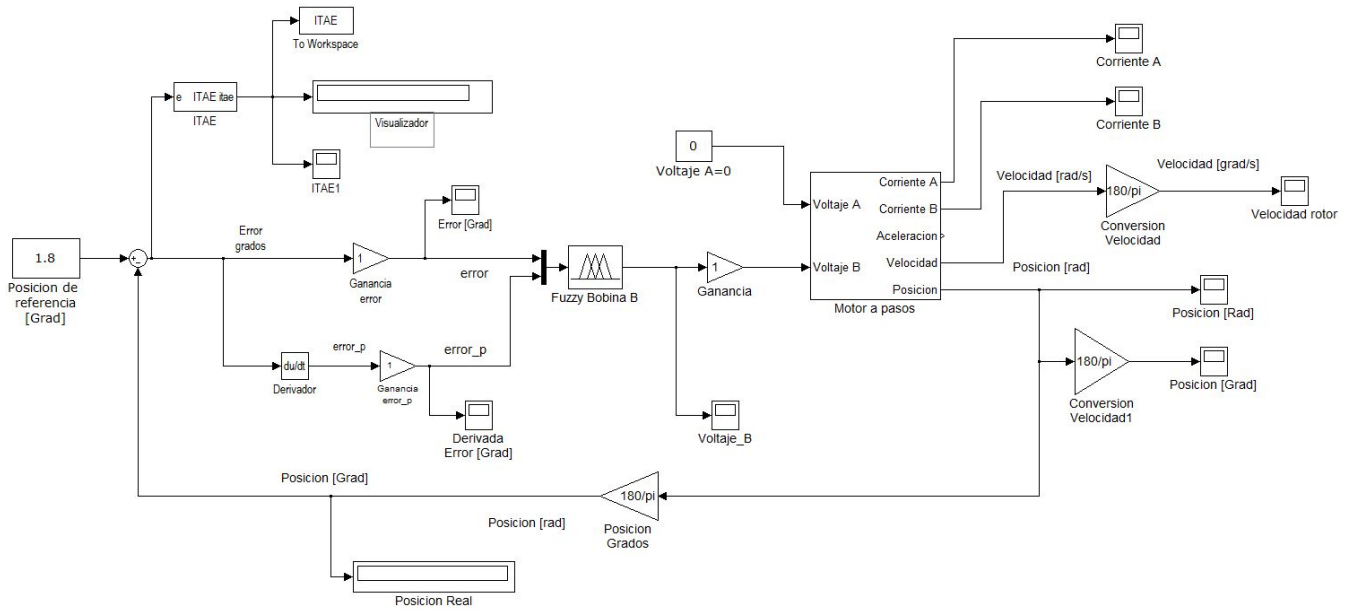 ITAE
To Workspace
e ITAE itae
ITAE
Visualizador
ITAE1
Corriente A
Corriente B
0
Voltaje A=0
Voltaje A
Voltaje B
Corriente A
Corriente B
Aceleracion
Velocidad
Posicion
Motor a pasos
Velocidad [rad/s]
180/pi
Conversion
Velocidad
Velocidad [grad/s]
Velocidad rotor
Error [Grad]
1.8
Posicion de
referencia
[Grad]
+
-
Error
grados
1
Ganancia
error
error
Fuzzy Bobina B
1
Ganancia
Posicion [rad]
Posicion [Rad]
180/pi
Conversion
Velocidad1
Posicion [Grad]
du/dt
Derivador
error_p
1
Ganancia
error_p
error_p
Derivada
Error [Grad]
Voltaje_B
Posicion [Grad]
180/pi
Posicion
Grados
Posicion [rad]
Posicion Real